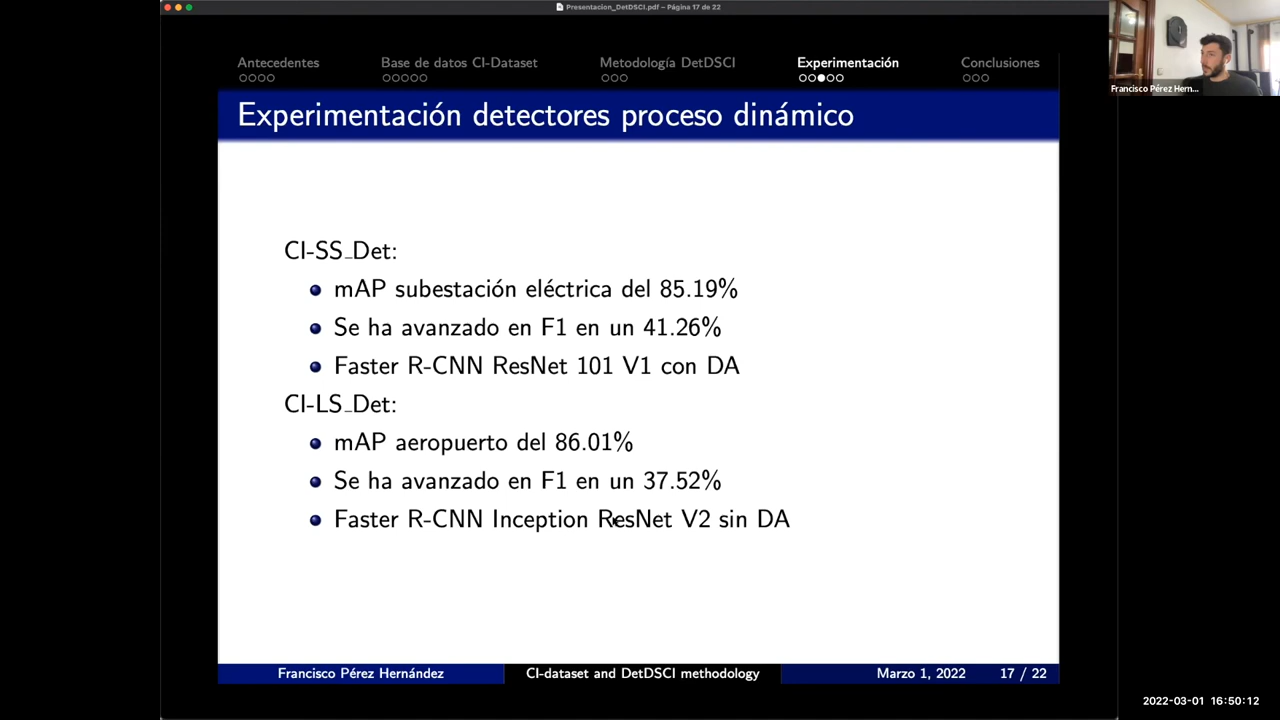 Presentacion_DetDSCI.pdf – Página 17 de 22
Antecedentes
Base de datos CI-Dataset
Metodología DetDSCI
Experimentación
Conclusiones
Francisco Pérez Hern...
Experimentación detectores proceso dinámico
CI-SS_Det:
mAP subestación eléctrica del 85.19%
Se ha avanzado en F1 en un 41.26%
Faster R-CNN ResNet 101 V1 con DA
CI-LS_Det:
mAP aeropuerto del 86.01%
Se ha avanzado en F1 en un 37.52%
Faster R-CNN Inception ResNet V2 sin DA
Francisco Pérez Hernández
CI-dataset and DetDSCI methodology
Marzo 1, 2022
17 / 22
2022-03-01 16:50:12